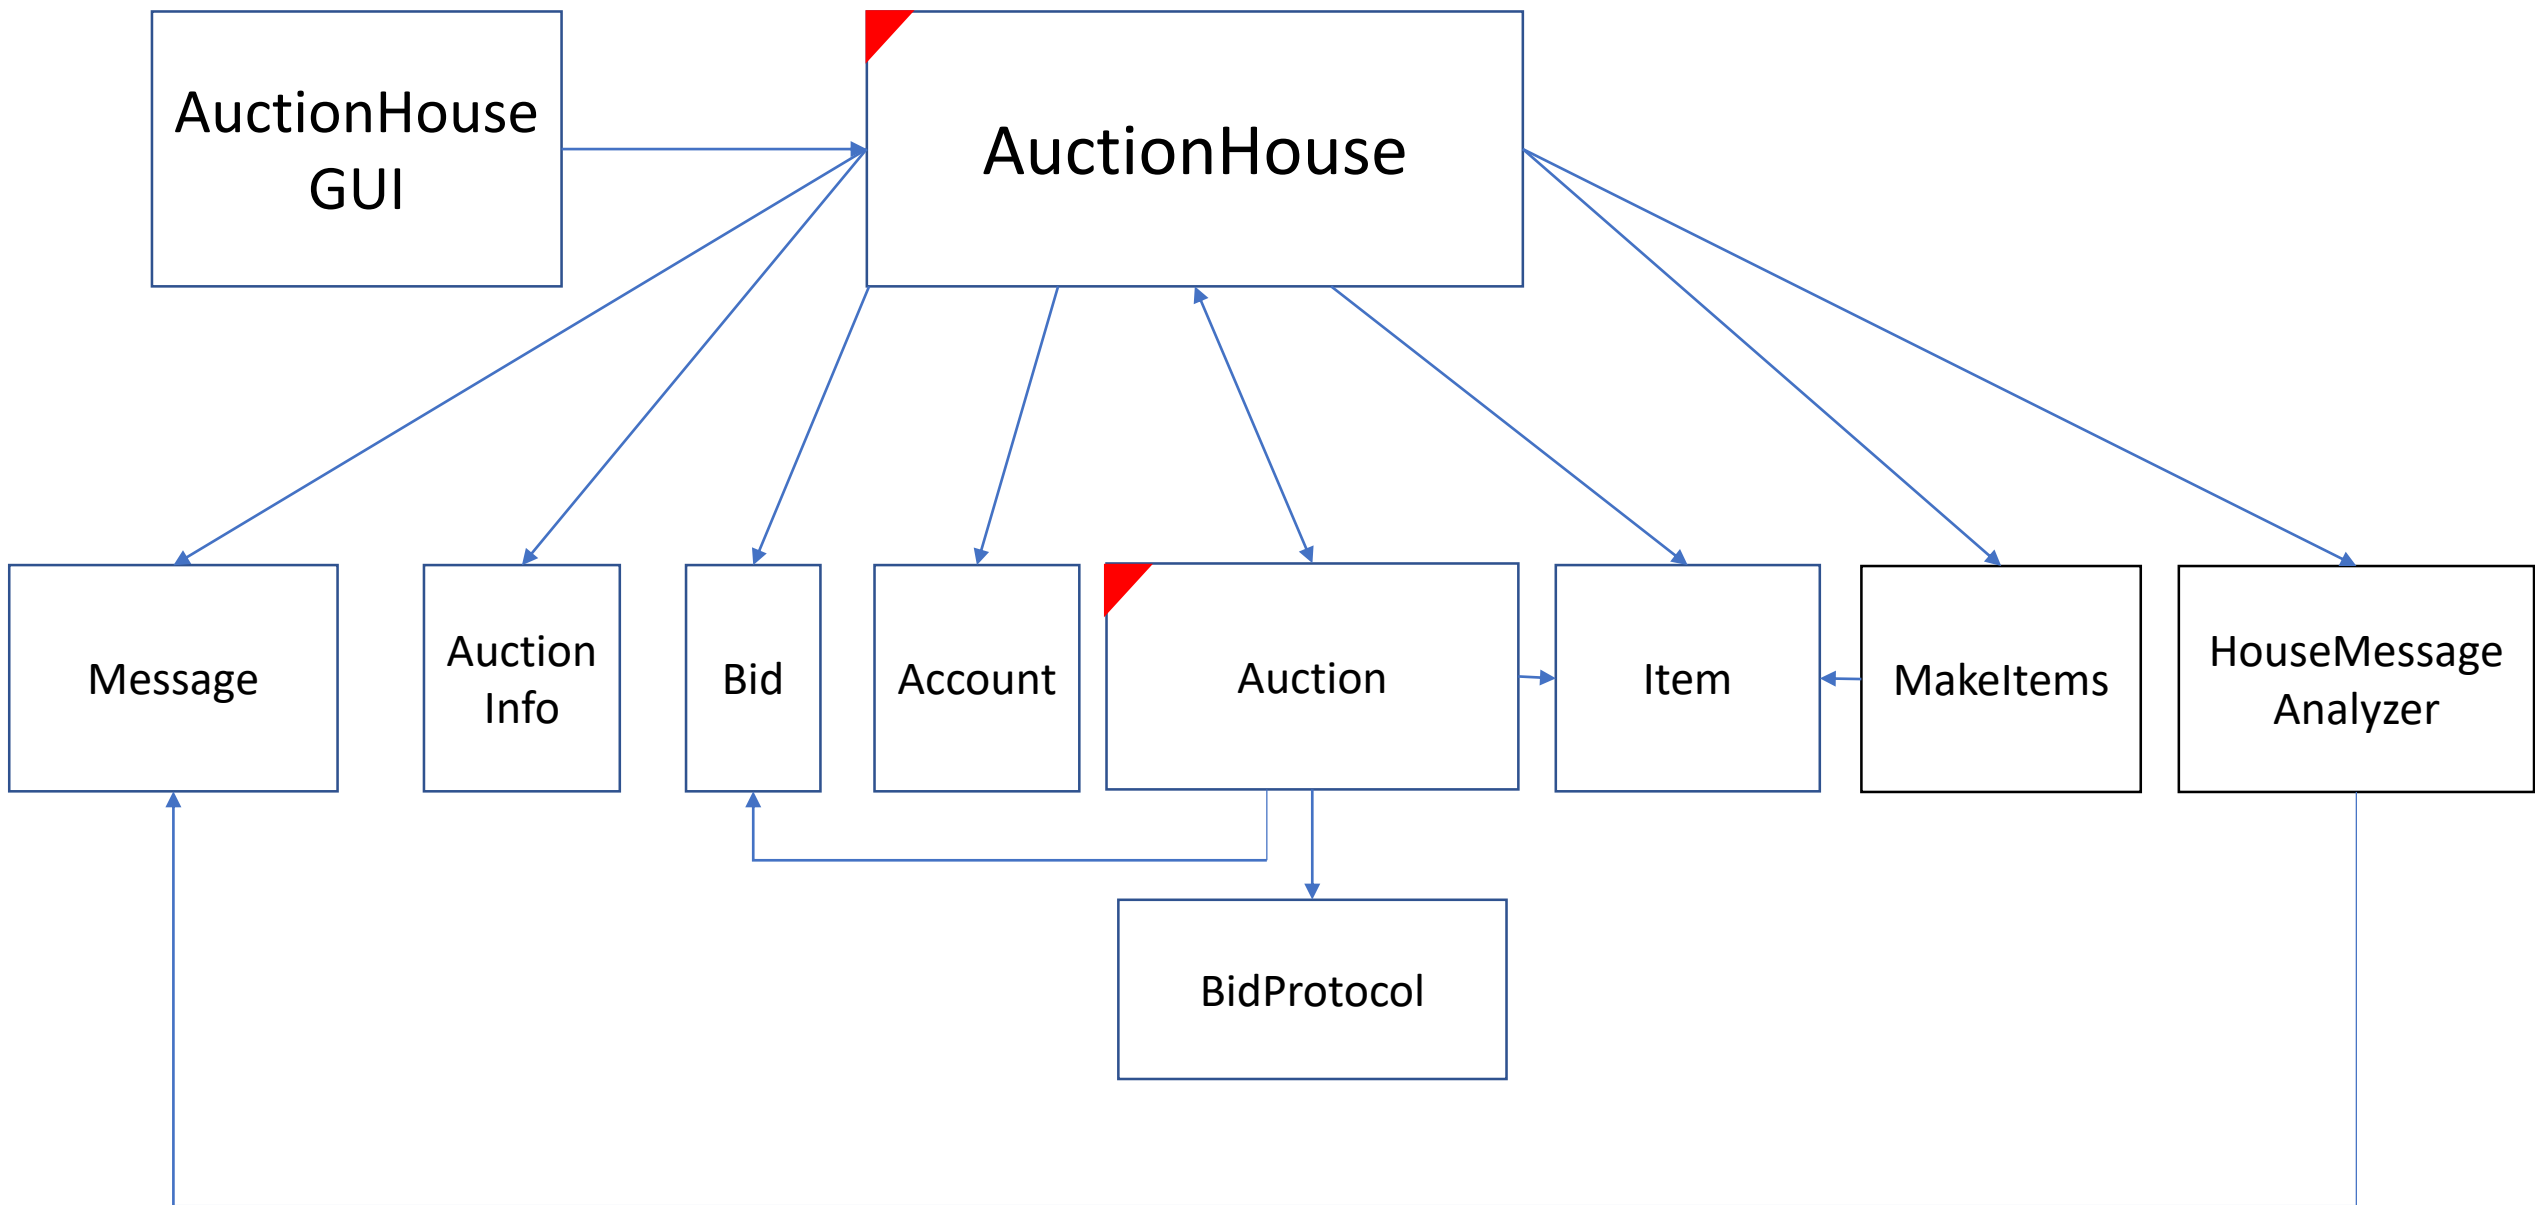 AuctionHouse
GUI
AuctionHouse
Message
Auction
Info
Bid
Account
Auction
Item
MakeItems
HouseMessage
Analyzer
BidProtocol